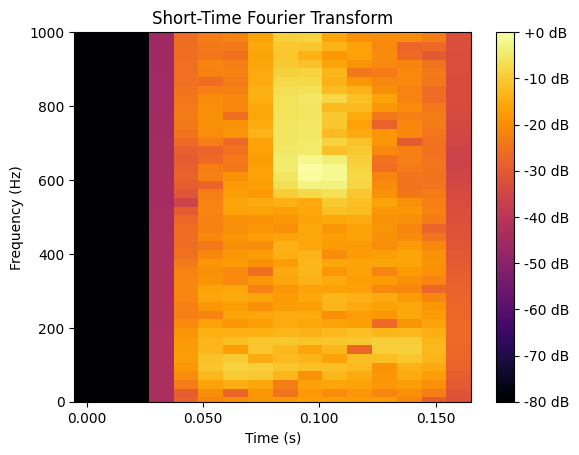 Short-Time Fourier Transform
1000
800
600
400
200
0
Frequency (Hz)
0.000
0.050
0.100
0.150
Time (s)
+0 dB
-10 dB
-20 dB
-30 dB
-40 dB
-50 dB
-60 dB
-70 dB
-80 dB